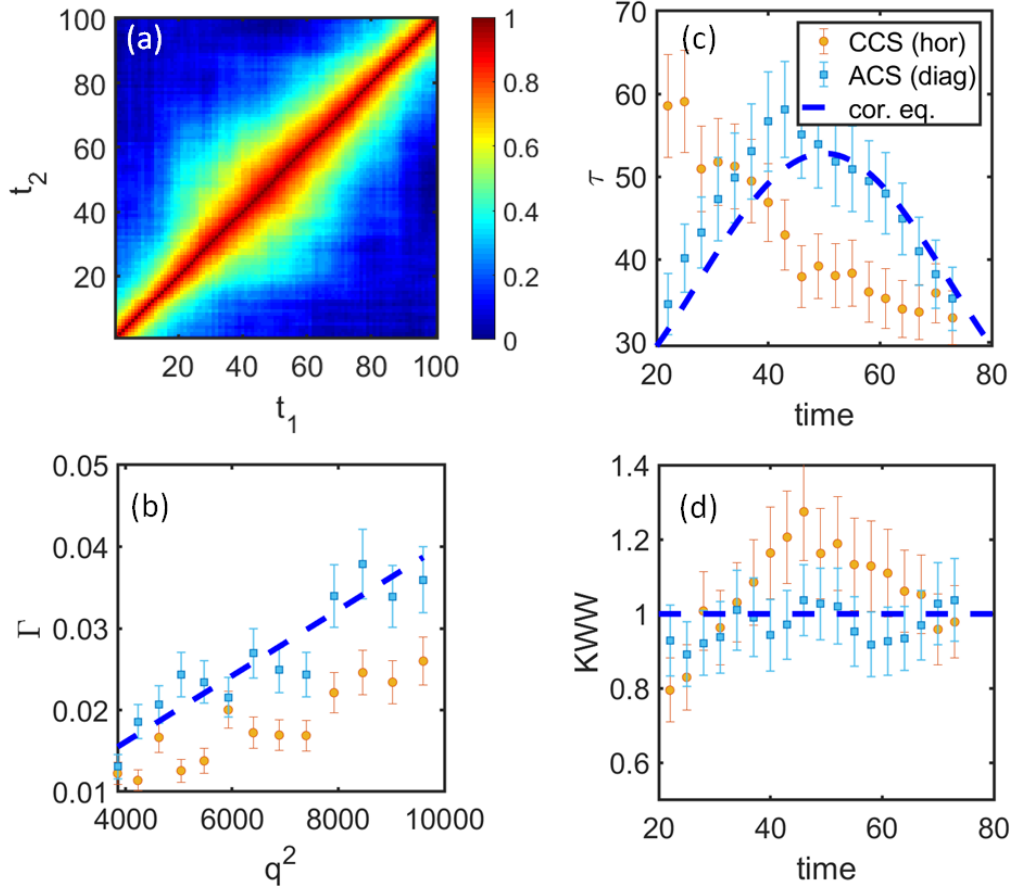 (a)
100
80
60
40
20
t2
20 40 60 80 100
t1
1
0.8
0.6
0.4
0.2
0
(c)
70
60
50
40
30
τ
CCS (hor)
ACS (diag)
cor. eq.
20 40 60 80
time
(b)
0.05
0.04
0.03
0.02
0.01
Γ
4000 6000 8000 10000
q2
(d)
1.4
1.2
1
0.8
0.6
KWW
20 40 60 80
time